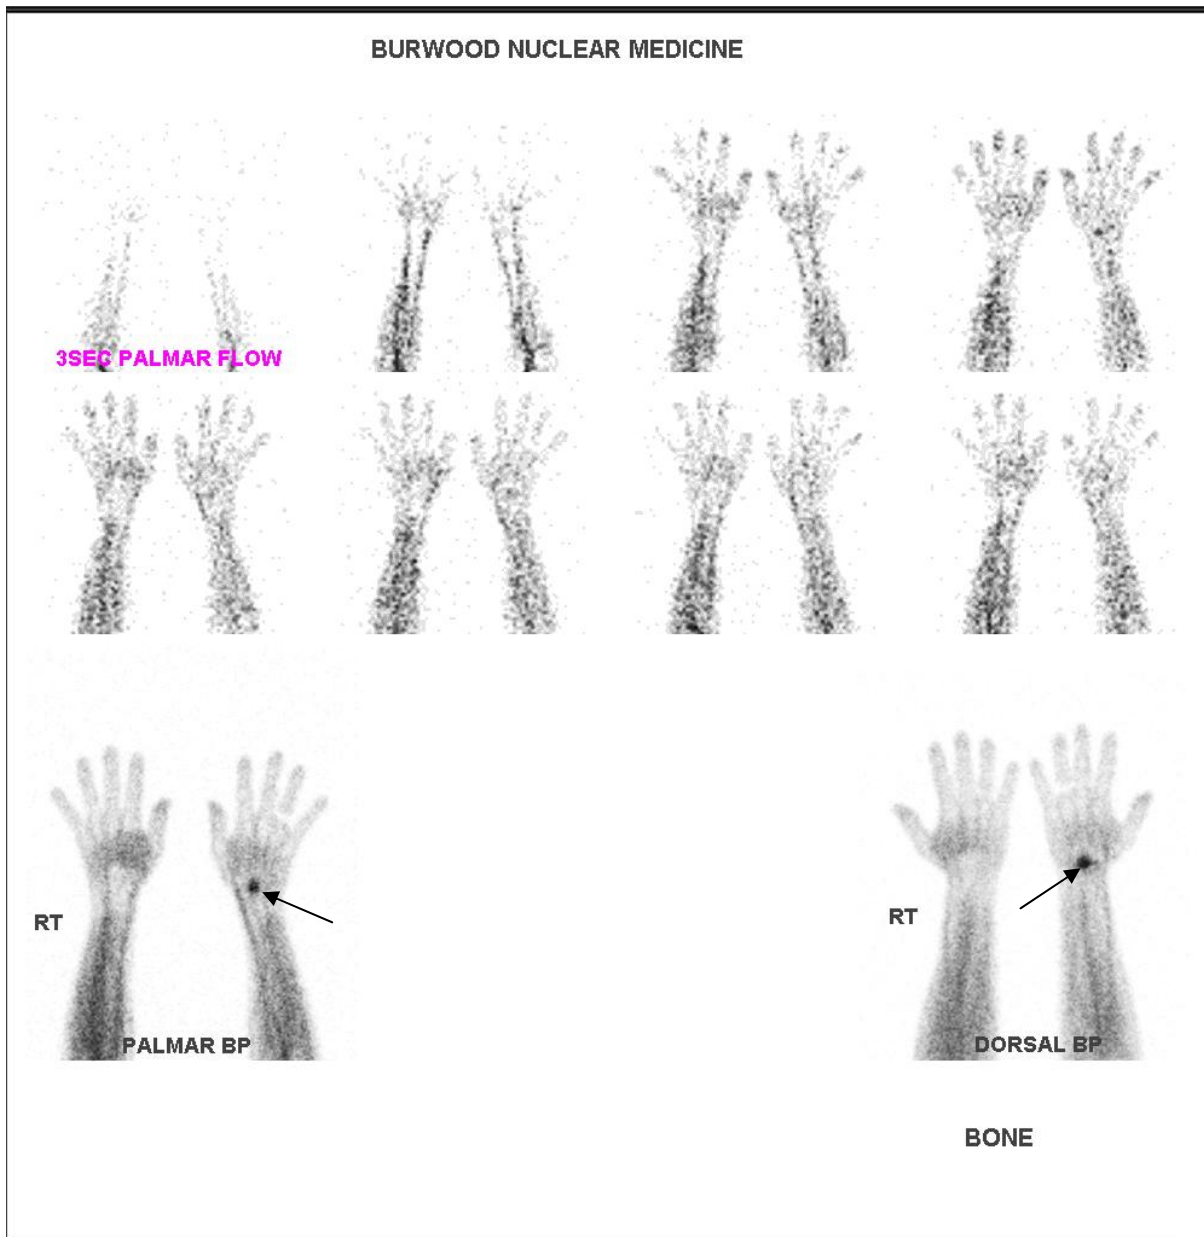 BURWOOD NUCLEAR MEDICINE
3SEC PALMAR FLOW
RT
RT
PALMAR BP
DORSAL BP
BONE